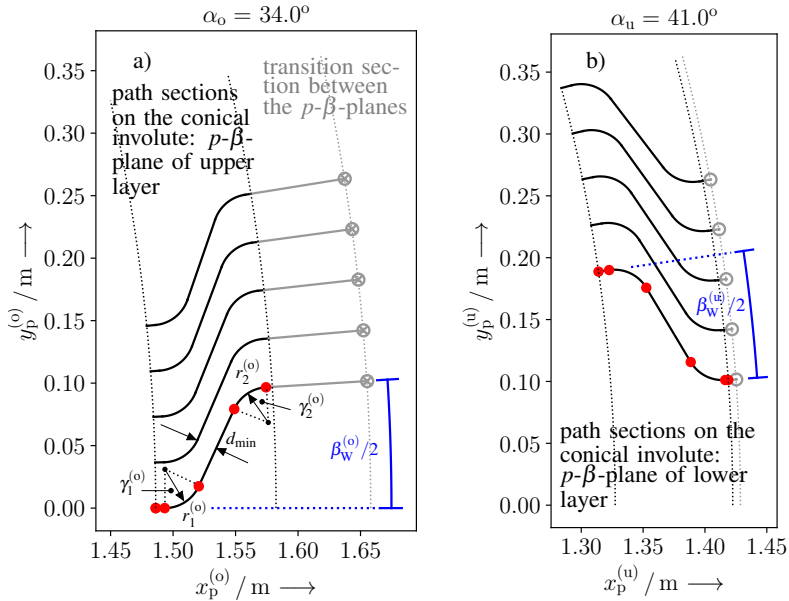 α_o = 34.0°
a)
path sections
on the conical
involute: p-β-
plane of upper
layer
transition sec-
tion between
the p-β-planes
0.35
0.30
0.25
0.20
0.15
0.10
0.05
0.00
y_p^(o) / m ⟶
r_2^(o)
γ_2^(o)
d_min
β_W^(o)/2
γ_1^(o)
r_1^(o)
1.45 1.50 1.55 1.60 1.65
x_p^(o) / m ⟶
α_u = 41.0°
b)
0.35
0.30
0.25
0.20
0.15
0.10
0.05
0.00
y_p^(u) / m ⟶
β_W^(u)/2
path sections on the
conical involute:
p-β-plane of lower
layer
1.30 1.35 1.40 1.45
x_p^(u) / m ⟶